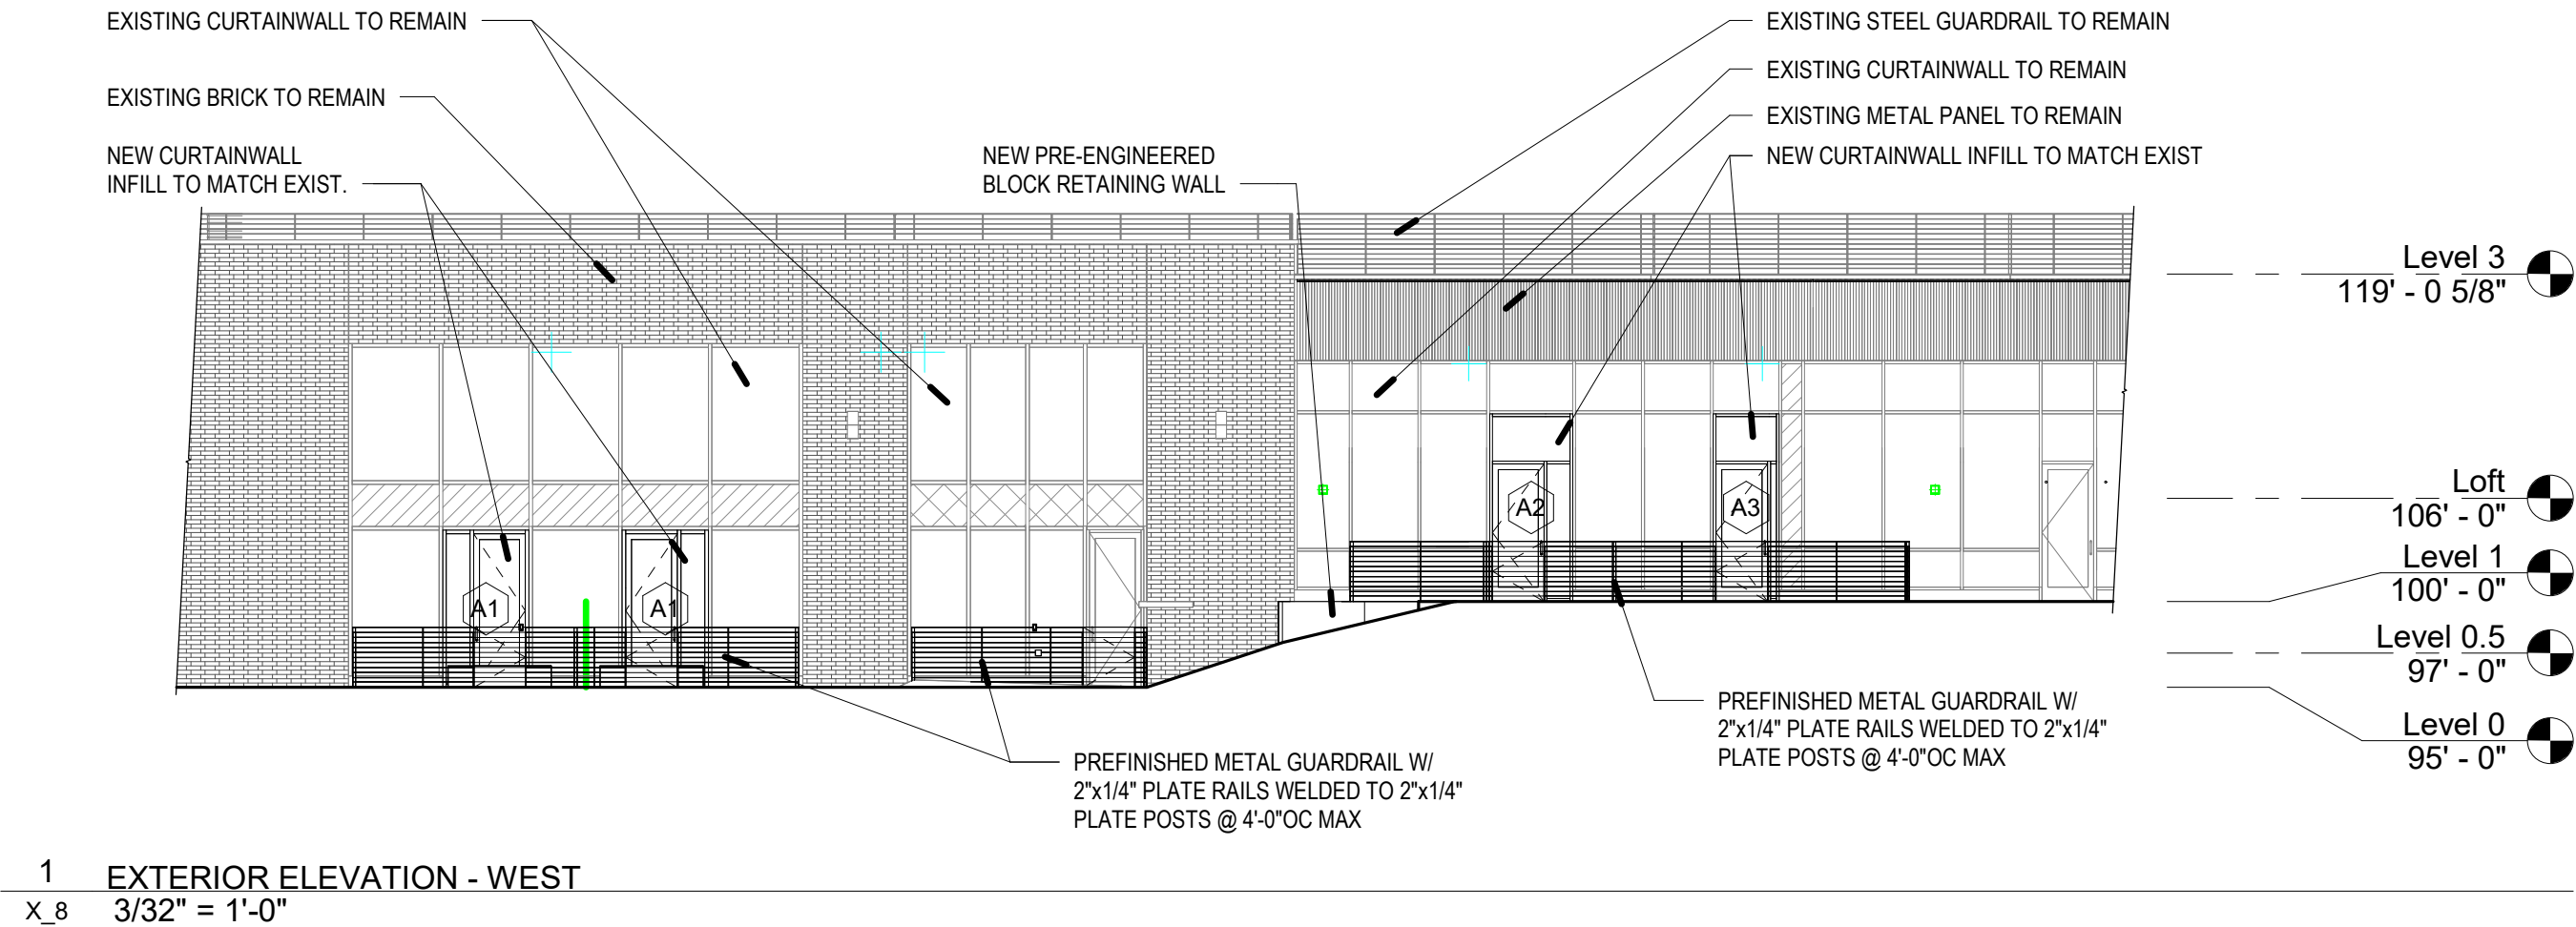 EXISTING CURTAINWALL TO REMAIN
EXISTING BRICK TO REMAIN
NEW CURTAINWALL
INFILL TO MATCH EXIST.
NEW PRE-ENGINEERED
BLOCK RETAINING WALL
EXISTING STEEL GUARDRAIL TO REMAIN
EXISTING CURTAINWALL TO REMAIN
EXISTING METAL PANEL TO REMAIN
NEW CURTAINWALL INFILL TO MATCH EXIST
Level 3
119' - 0 5/8"
Loft
106' - 0"
Level 1
100' - 0"
Level 0.5
97' - 0"
Level 0
95' - 0"
A1
A1
A2
A3
PREFINISHED METAL GUARDRAIL W/
2"x1/4" PLATE RAILS WELDED TO 2"x1/4"
PLATE POSTS @ 4'-0"OC MAX
PREFINISHED METAL GUARDRAIL W/
2"x1/4" PLATE RAILS WELDED TO 2"x1/4"
PLATE POSTS @ 4'-0"OC MAX
1
EXTERIOR ELEVATION - WEST
X_8
3/32" = 1'-0"